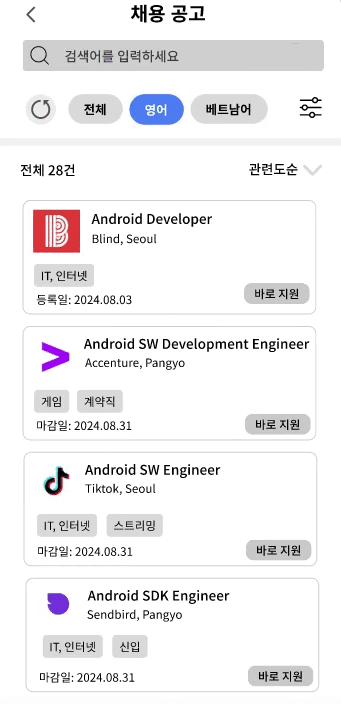 채용 공고
검색어를 입력하세요
전체 영어 베트남어
전체 28건 관련도순
B
Android Developer
Blind, Seoul
IT, 인터넷
등록일: 2024.08.03 바로 지원
Android SW Development Engineer
Accenture, Pangyo
게임 계약직
마감일: 2024.08.31 바로 지원
Android SW Engineer
Tiktok, Seoul
IT, 인터넷 스트리밍
마감일: 2024.08.31 바로 지원
Android SDK Engineer
Sendbird, Pangyo
IT, 인터넷 신입
마감일: 2024.08.31 바로 지원